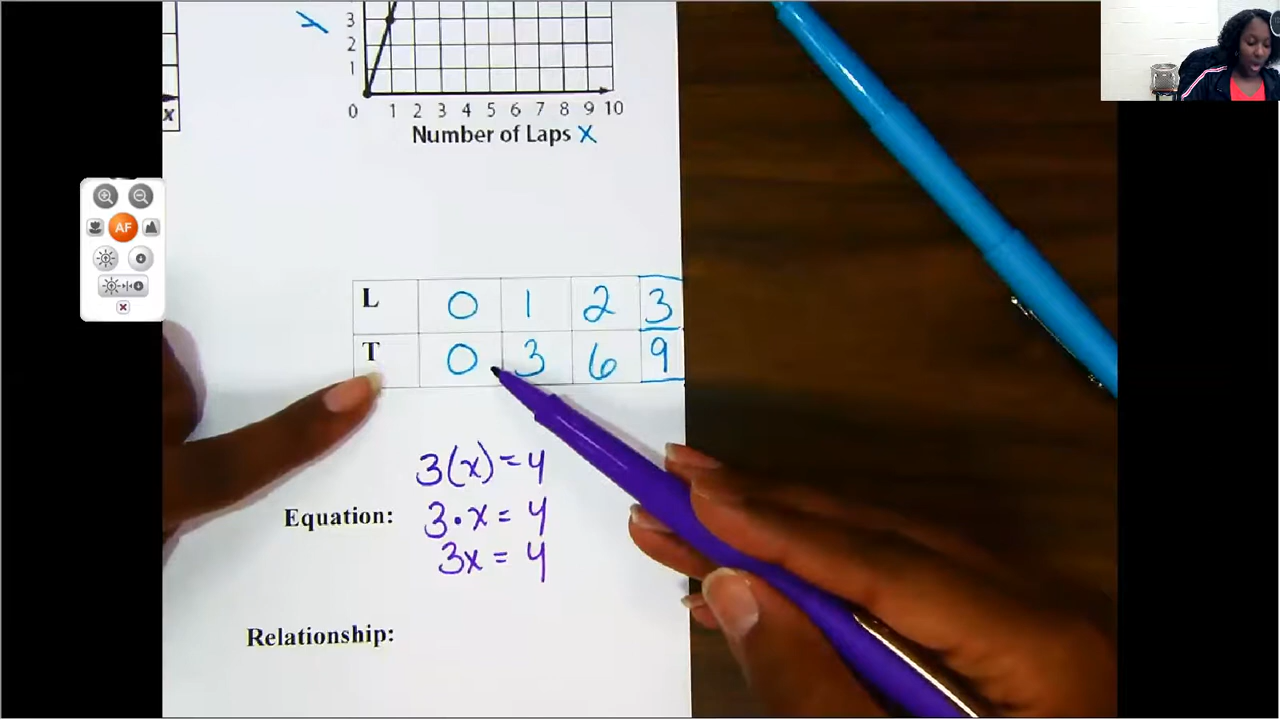 3
2
1
0 1 2 3 4 5 6 7 8 9 10
Number of Laps X
x
AF
L 0 1 2 3
T 0 3 6 9
3(x) = y
Equation: 3 · x = y
3x = y
Relationship: